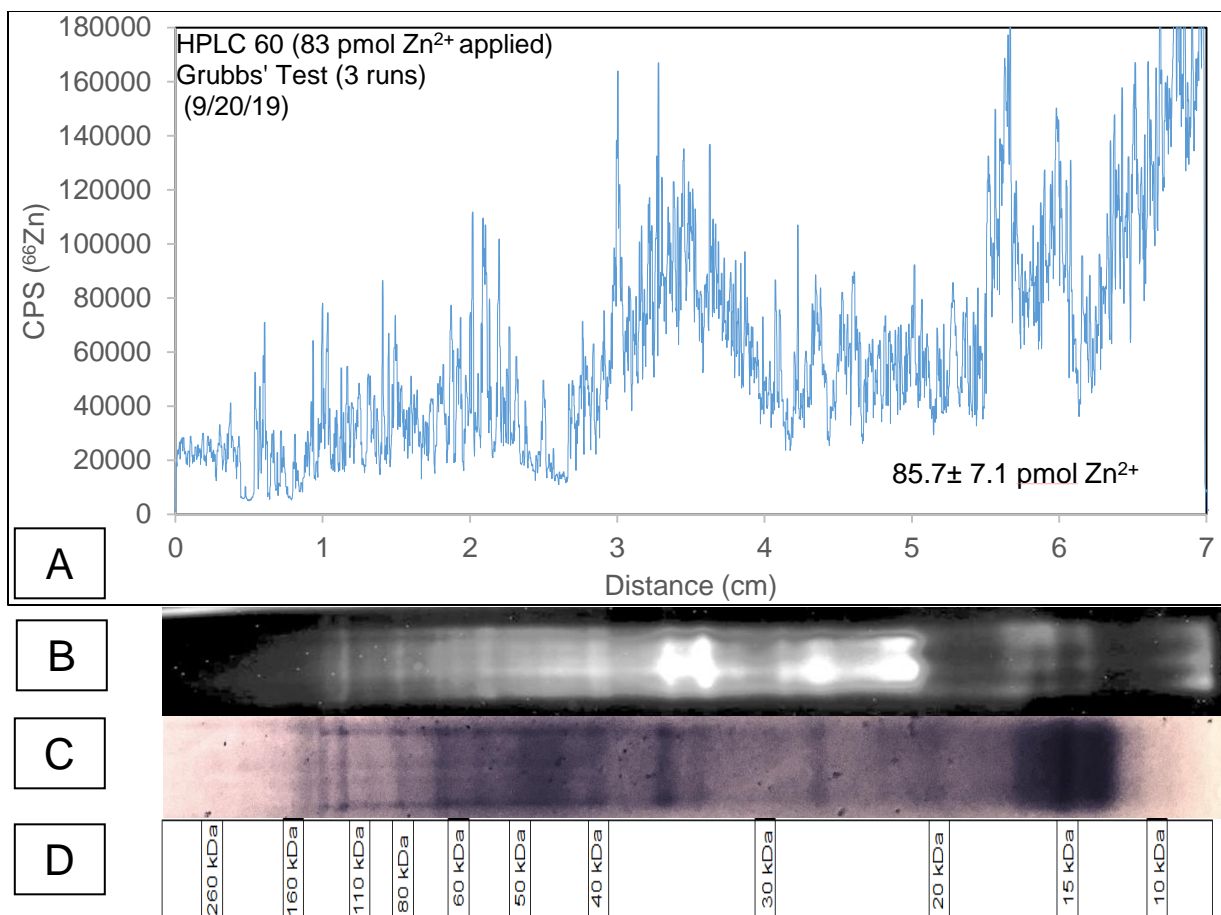 180000
160000
140000
120000
100000
80000
60000
40000
20000
0
CPS (⁶⁶Zn)
HPLC 60 (83 pmol Zn²⁺ applied)
Grubbs' Test (3 runs)
(9/20/19)
85.7± 7.1 pmol Zn²⁺
0 1 2 3 4 5 6 7
Distance (cm)
A
B
C
D
260 kDa
160 kDa
110 kDa
80 kDa
60 kDa
50 kDa
40 kDa
30 kDa
20 kDa
15 kDa
10 kDa